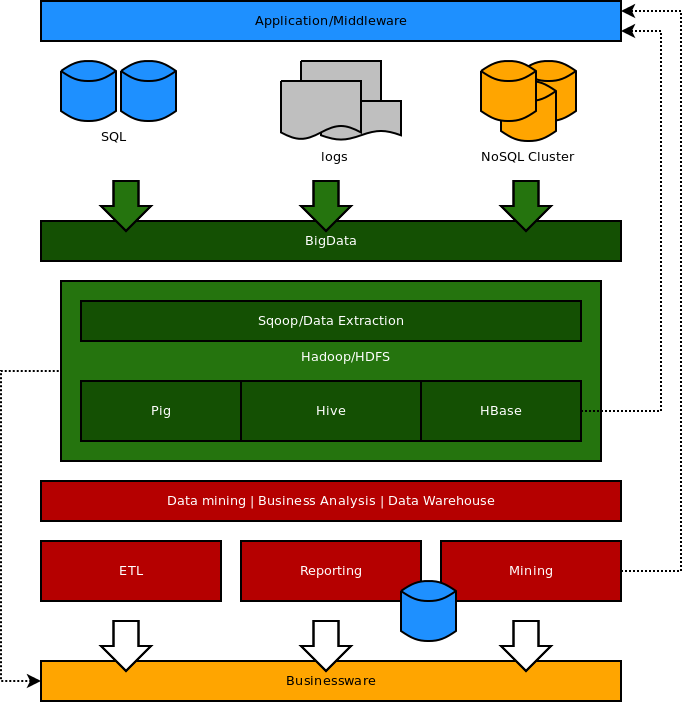 Application/Middleware
SQL
logs
NoSQL Cluster
BigData
Sqoop/Data Extraction
Hadoop/HDFS
Pig
Hive
HBase
Data mining | Business Analysis | Data Warehouse
ETL
Reporting
Mining
Businessware